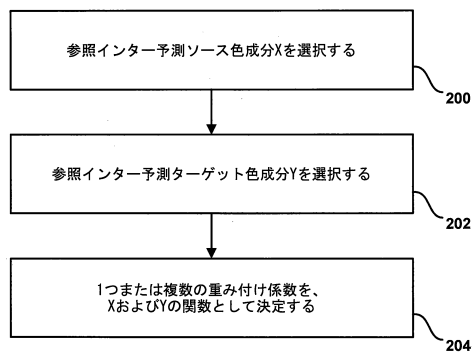 参照インター予測ソース色成分Xを選択する
200
参照インター予測ターゲット色成分Yを選択する
202
1つまたは複数の重み付け係数を、
XおよびYの関数として決定する
204